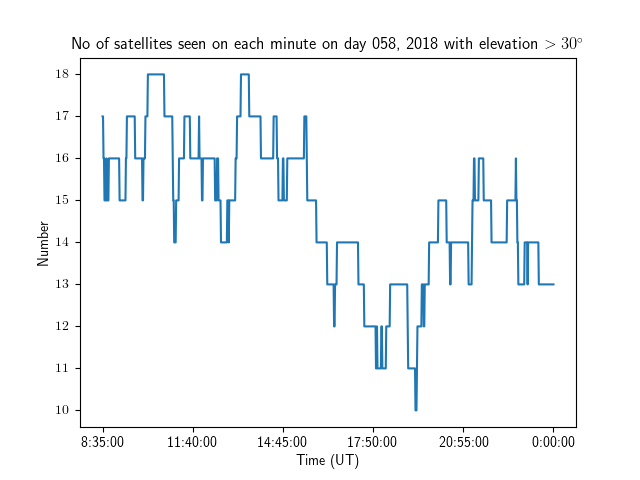 No of satellites seen on each minute on day 058, 2018 with elevation > 30°
18
17
16
15
14
13
12
11
10
Number
8:35:00 11:40:00 14:45:00 17:50:00 20:55:00 0:00:00
Time (UT)